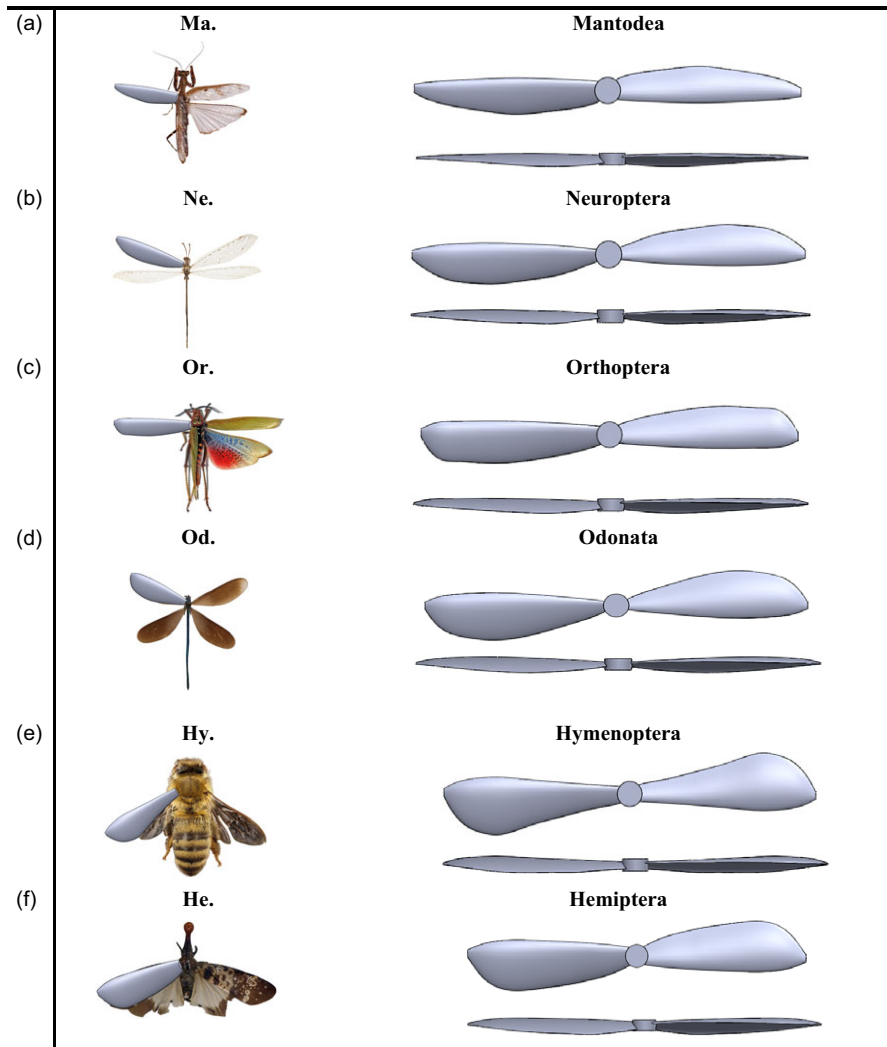 (a) Ma. Mantodea
(b) Ne. Neuroptera
(c) Or. Orthoptera
(d) Od. Odonata
(e) Hy. Hymenoptera
(f) He. Hemiptera